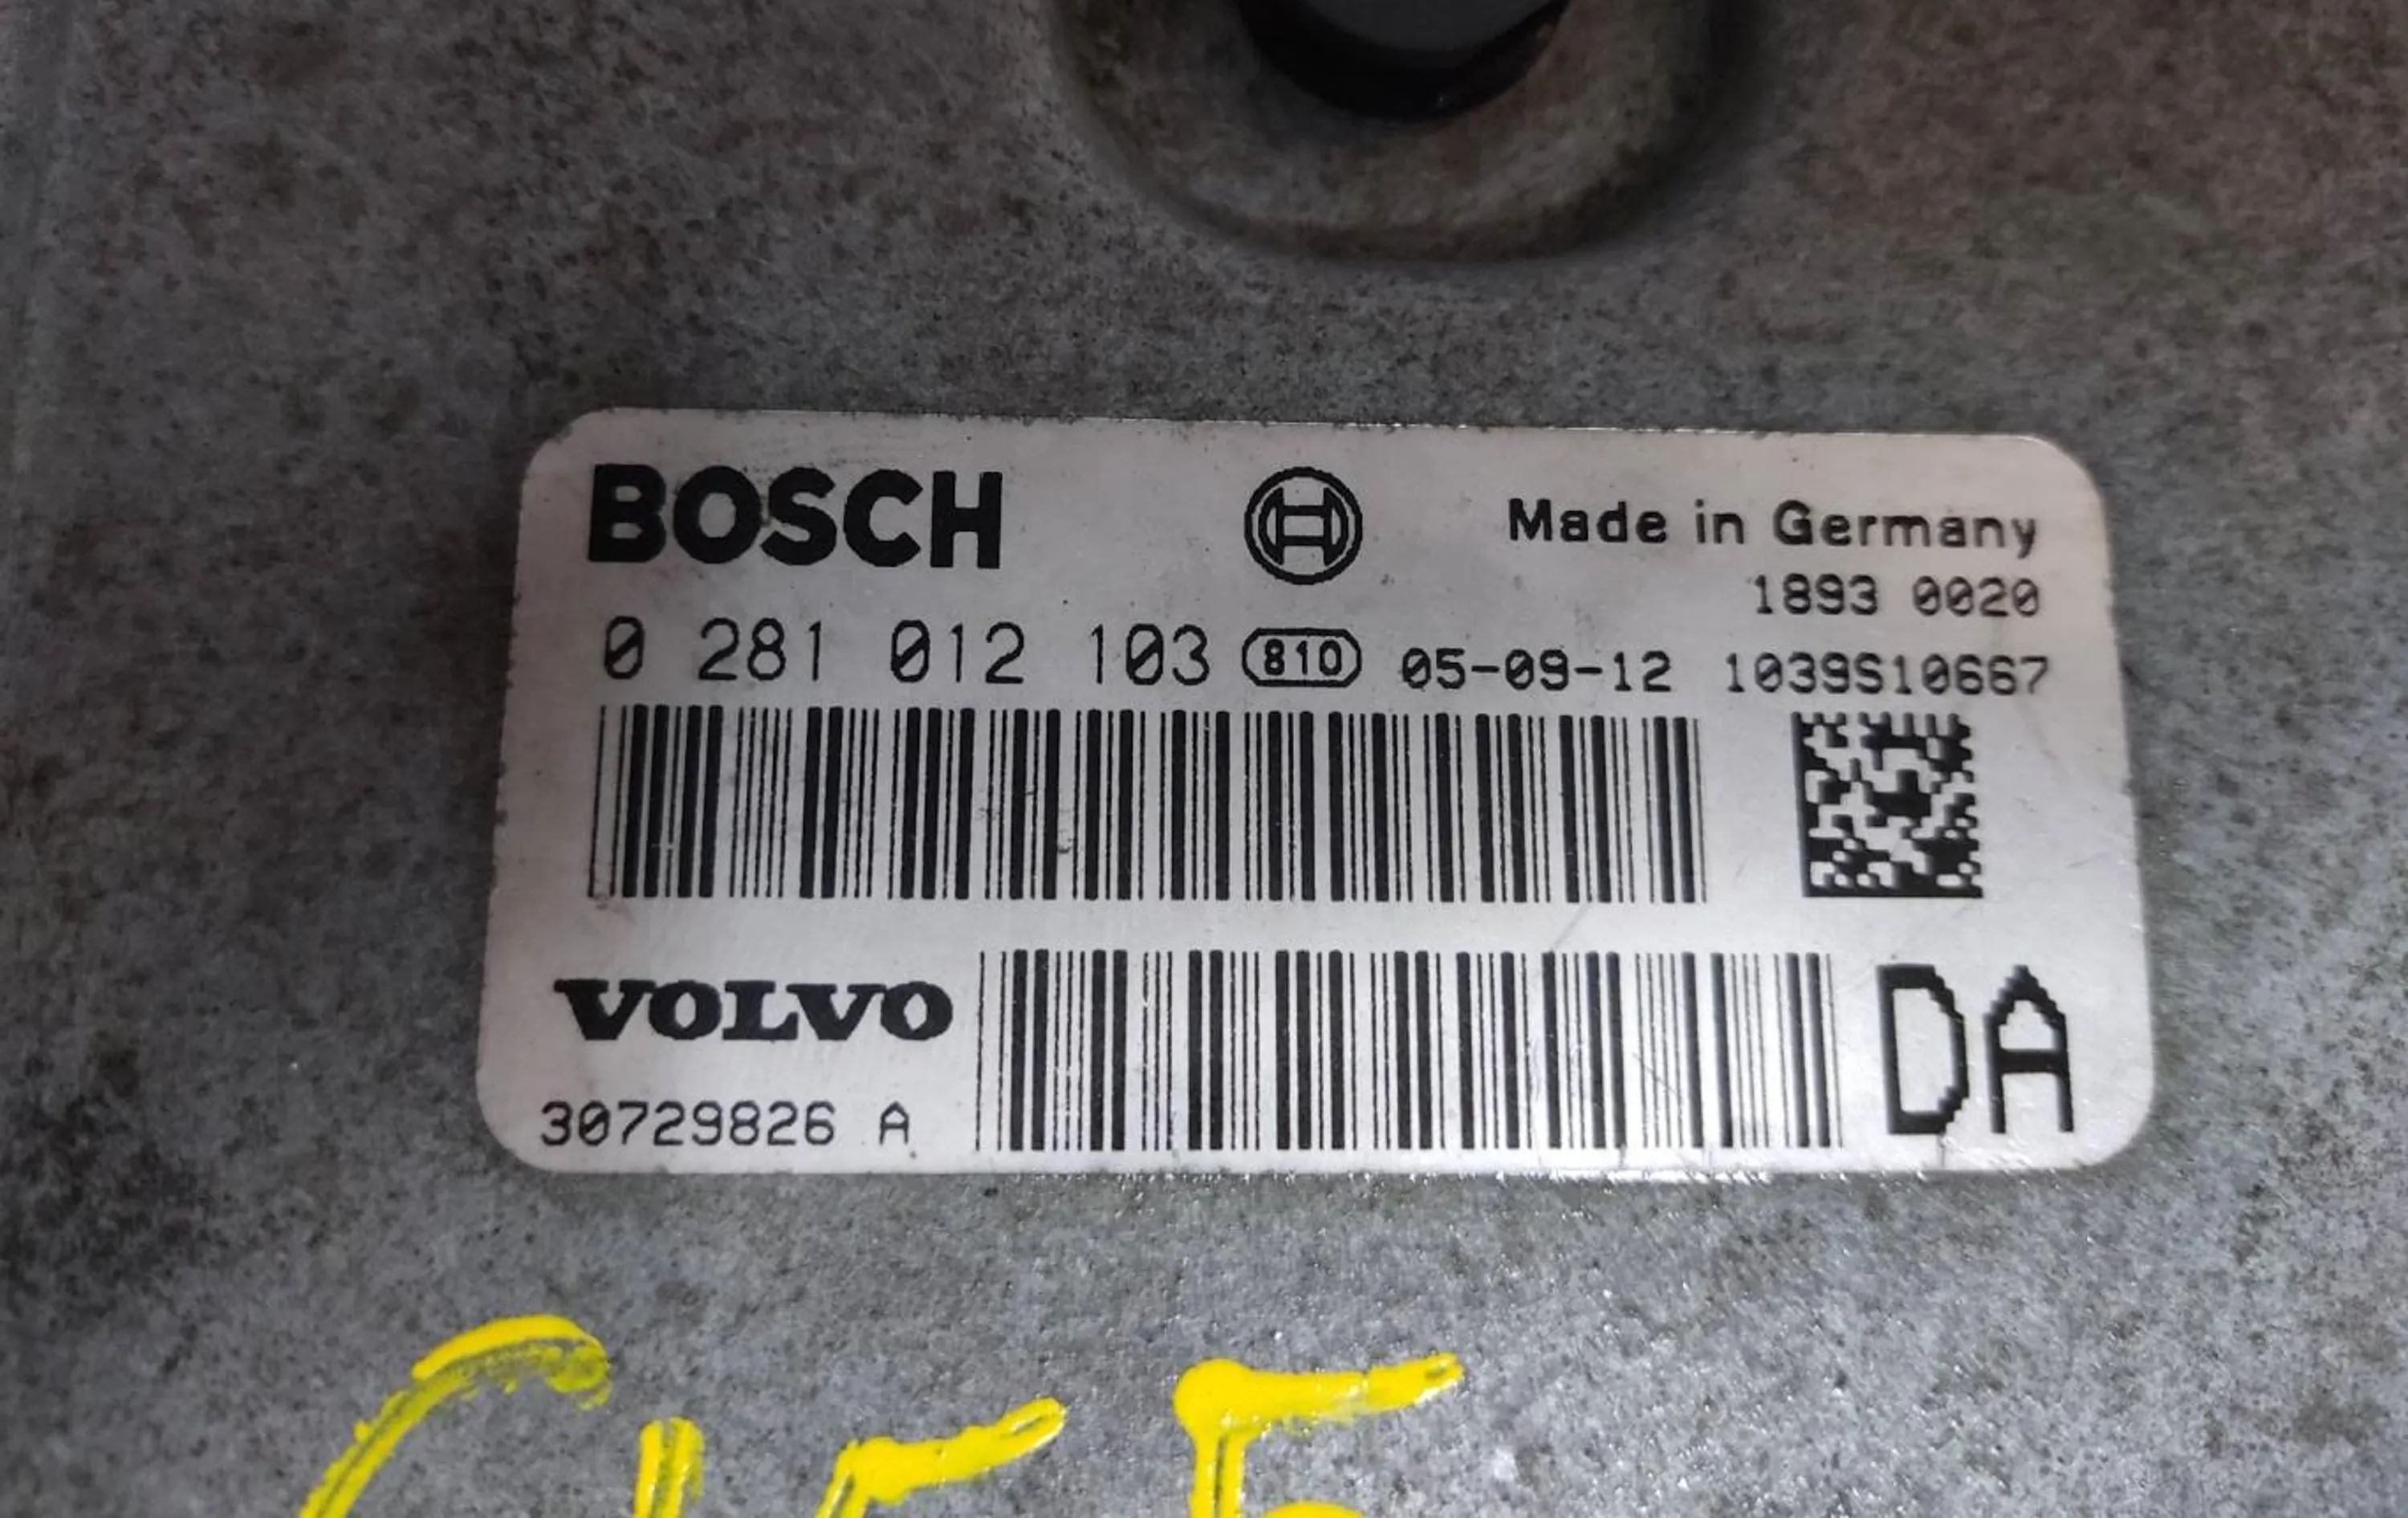 BOSCH Made in Germany
1893 0020
0 281 012 103 810 05-09-12 1039S10667
VOLVO DA
30729826 A